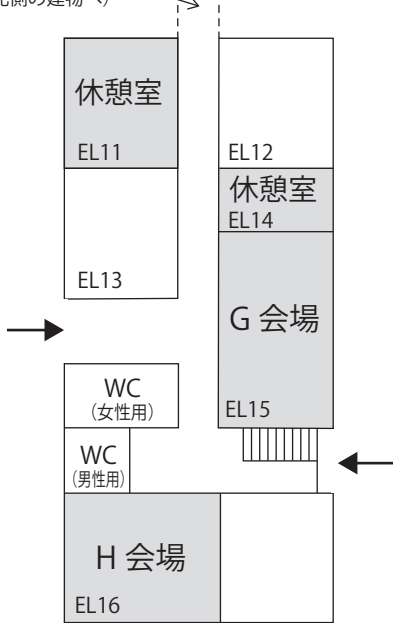 側の建物へ)
休憩室
EL11
EL12
休憩室
EL14
EL13
G 会場
EL15
WC
(女性用)
WC
(男性用)
H 会場
EL16